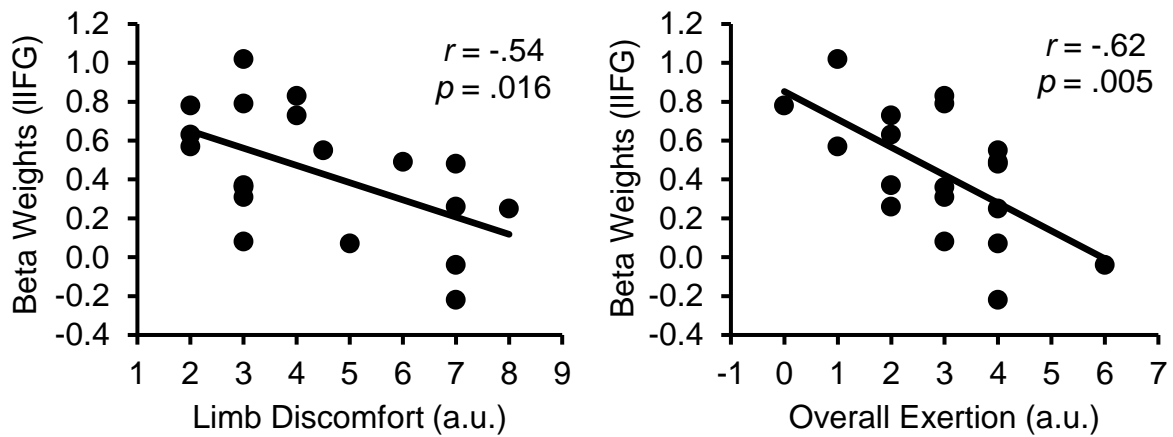 Beta Weights (lIFG)
1.2
1.0
0.8
0.6
0.4
0.2
0.0
-0.2
-0.4
r = -.54
p = .016
1 2 3 4 5 6 7 8 9
Limb Discomfort (a.u.)
Beta Weights (lIFG)
1.2
1.0
0.8
0.6
0.4
0.2
0.0
-0.2
-0.4
r = -.62
p = .005
-1 0 1 2 3 4 5 6 7
Overall Exertion (a.u.)